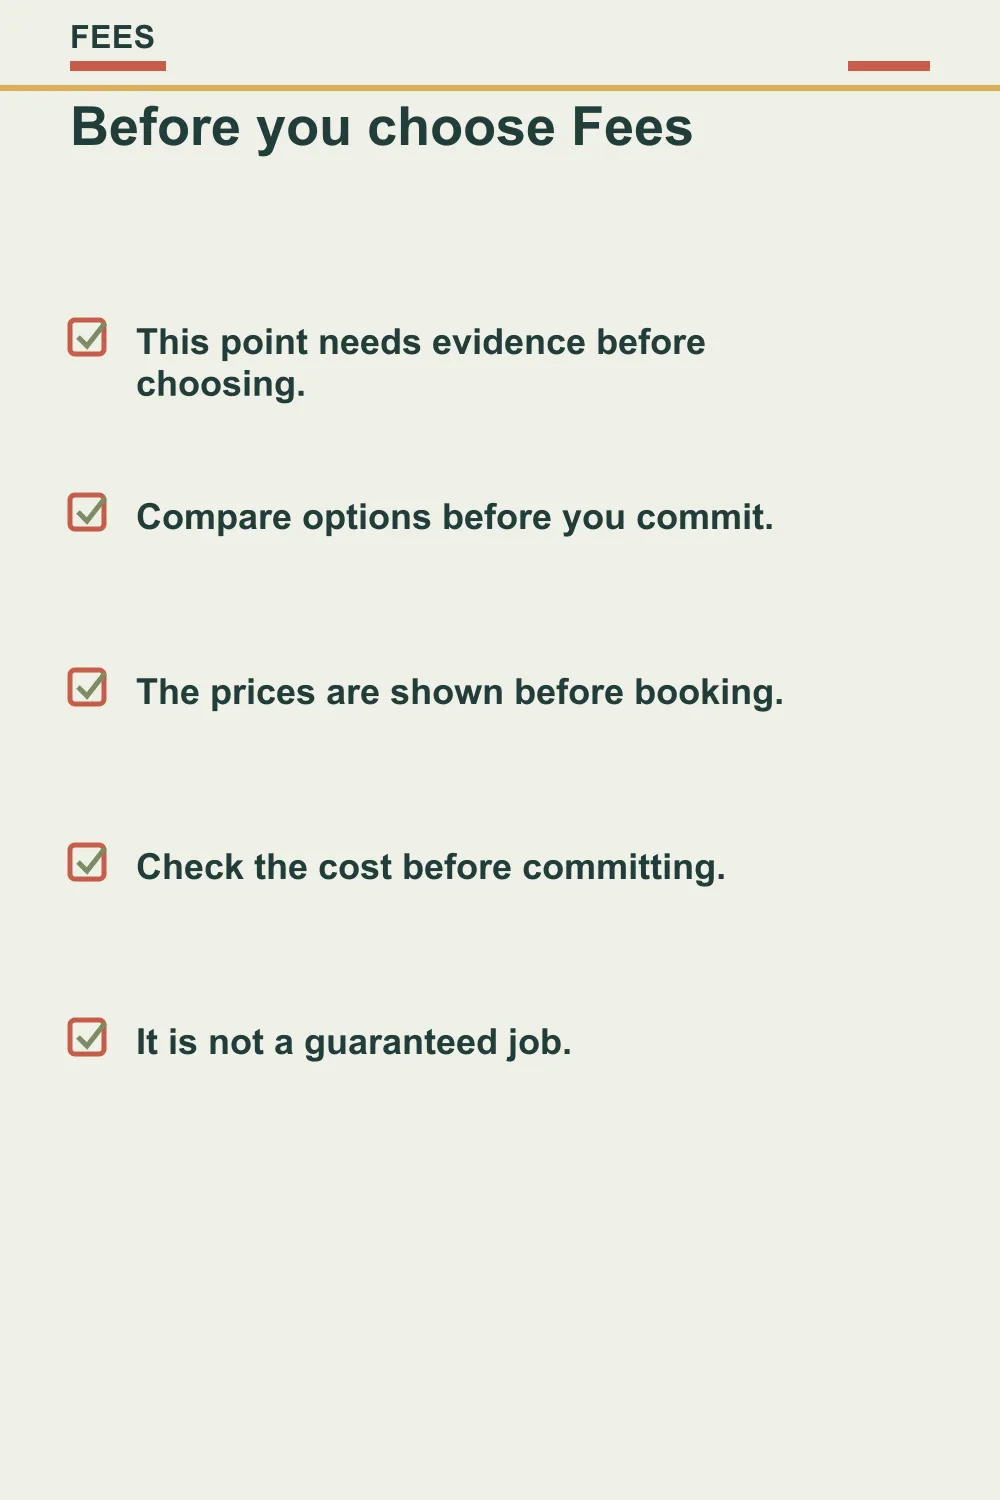 FEES
Before you choose Fees
This point needs evidence before
choosing.
Compare options before you commit.
The prices are shown before booking.
Check the cost before committing.
It is not a guaranteed job.